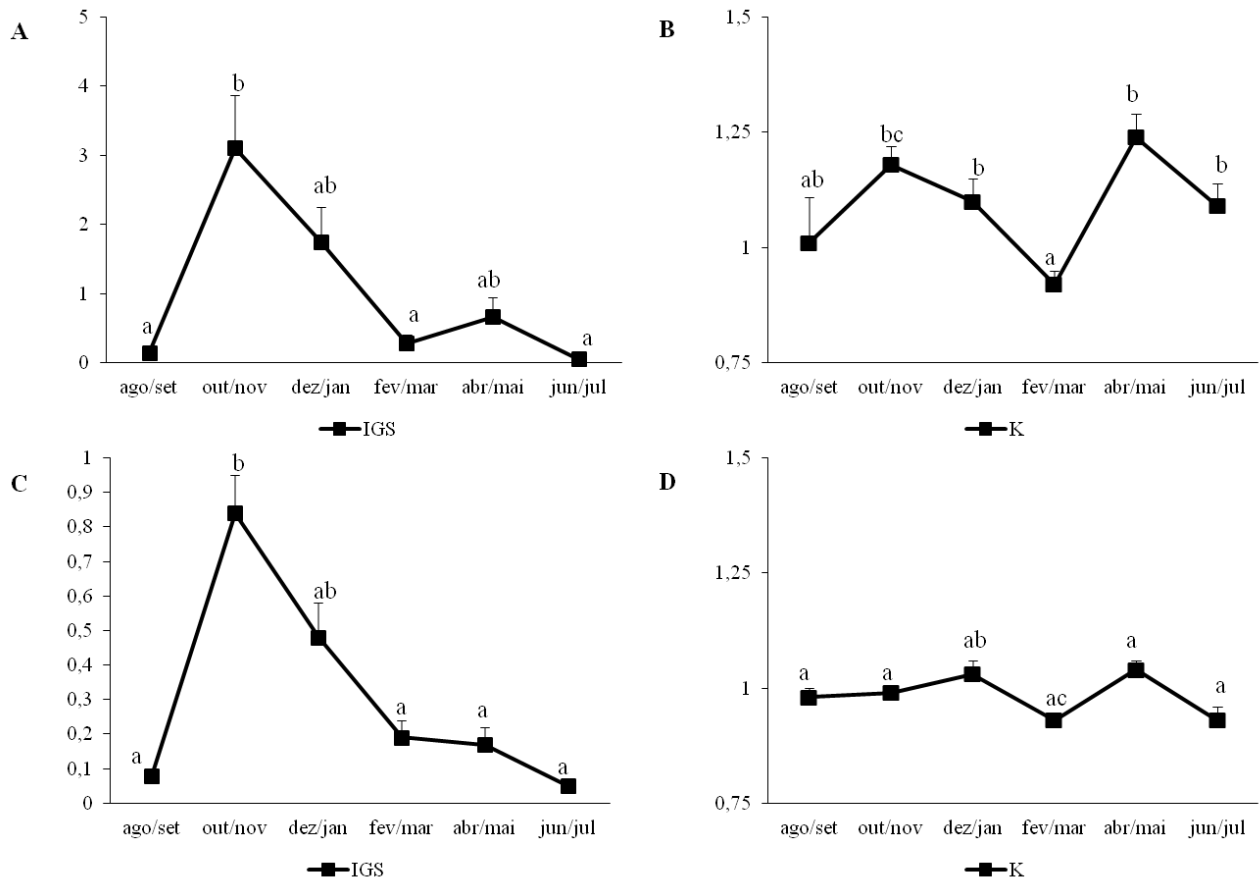 A
5
4
3
2
1
0
a
b
ab
a
ab
a
ago/set out/nov dez/jan fev/mar abr/mai jun/jul
IGS
B
1,5
1,25
1
0,75
ab
bc
b
a
b
b
ago/set out/nov dez/jan fev/mar abr/mai jun/jul
K
C
1
0,9
0,8
0,7
0,6
0,5
0,4
0,3
0,2
0,1
0
a
b
ab
a
a
a
ago/set out/nov dez/jan fev/mar abr/mai jun/jul
IGS
D
1,5
1,25
1
0,75
a
a
ab
ac
a
a
ago/set out/nov dez/jan fev/mar abr/mai jun/jul
K